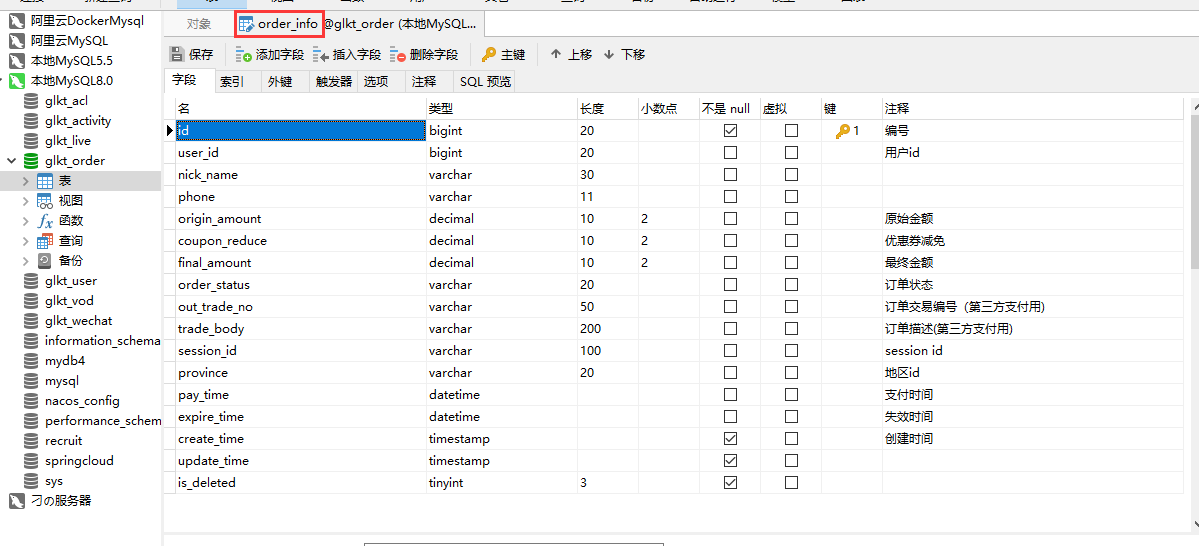 阿里云DockerMysql
阿里云MySQL
本地MySQL5.5
本地MySQL8.0
glkt_acl
glkt_activity
glkt_live
glkt_order
表
视图
函数
查询
备份
glkt_user
glkt_vod
glkt_wechat
information_schema
mydb4
mysql
nacos_config
performance_schem
recruit
springcloud
sys
刁の服务器
对象 order_info @glkt_order (本地MySQL...
保存 添加字段 插入字段 删除字段 主键 上移 下移
字段 索引 外键 触发器 选项 注释 SQL 预览
名 类型 长度 小数点 不是 null 虚拟 键 注释
id bigint 20 1 编号
user_id bigint 20 用户id
nick_name varchar 30
phone varchar 11
origin_amount decimal 10 2 原始金额
coupon_reduce decimal 10 2 优惠券减免
final_amount decimal 10 2 最终金额
order_status varchar 20 订单状态
out_trade_no varchar 50 订单交易编号（第三方支付用)
trade_body varchar 200 订单描述(第三方支付用)
session_id varchar 100 session id
province varchar 20 地区id
pay_time datetime 支付时间
expire_time datetime 失效时间
create_time timestamp 创建时间
update_time timestamp
is_deleted tinyint 3